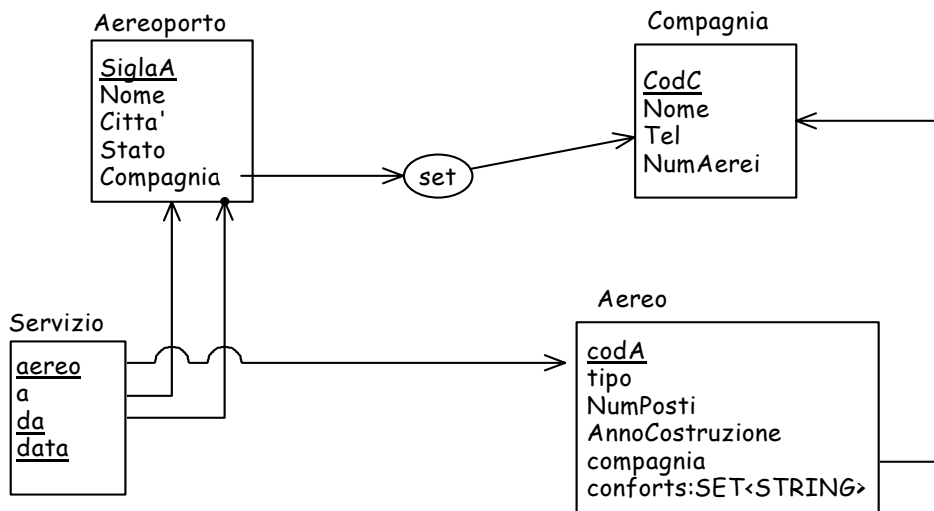 Aereoporto
SiglaA
Nome
Citta'
Stato
Compagnia
set
Compagnia
CodC
Nome
Tel
NumAerei
Servizio
aereo
a
da
data
Aereo
codA
tipo
NumPosti
AnnoCostruzione
compagnia
conforts:SET<STRING>